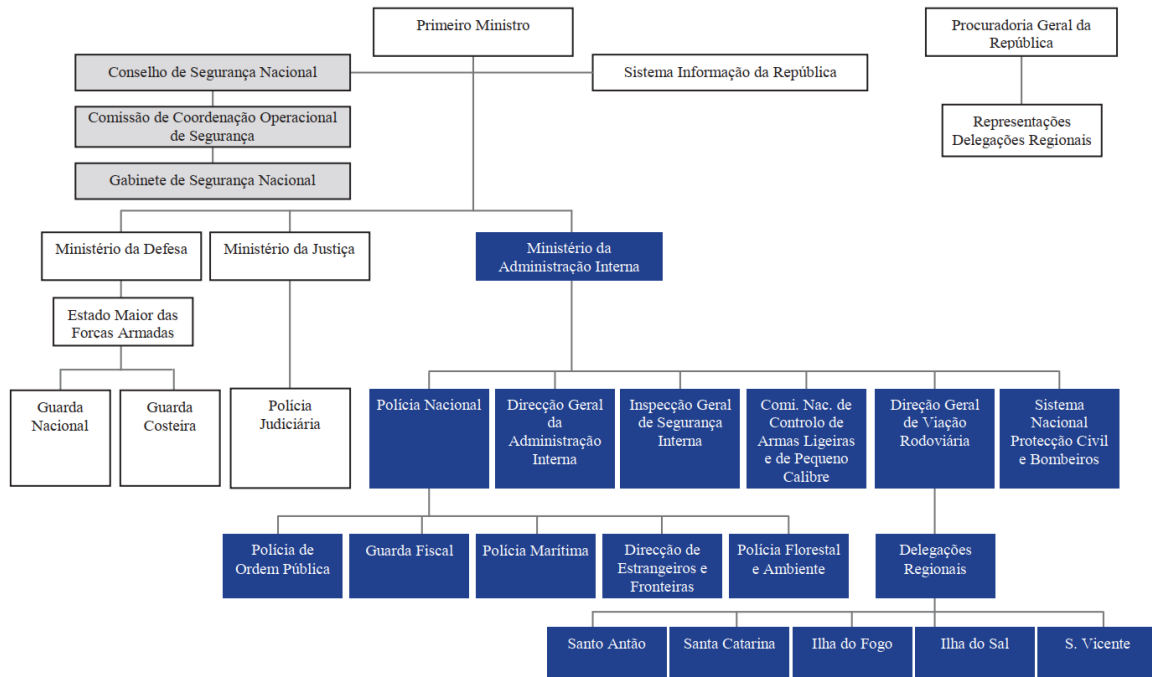 Primeiro Ministro
Procuradoria Geral da
República
Conselho de Segurança Nacional
Sistema Informação da República
Comissão de Coordenação Operacional
de Segurança
Representações
Delegações Regionais
Gabinete de Segurança Nacional
Ministério da Defesa
Ministério da Justiça
Ministério da
Administração Interna
Estado Maior das
Forcas Armadas
Guarda
Nacional
Guarda
Costeira
Polícia
Judiciária
Polícia Nacional
Direcção Geral
da
Administração
Interna
Inspecção Geral
de Segurança
Interna
Comi. Nac. de
Controlo de
Armas Ligeiras
e de Pequeno
Calibre
Direção Geral
de Viação
Rodoviária
Sistema
Nacional
Protecção Civil
e Bombeiros
Polícia de
Ordem Pública
Guarda Fiscal
Polícia Marítima
Direcção de
Estrangeiros e
Fronteiras
Polícia Florestal
e Ambiente
Delegações
Regionais
Santo Antão
Santa Catarina
Ilha do Fogo
Ilha do Sal
S. Vicente